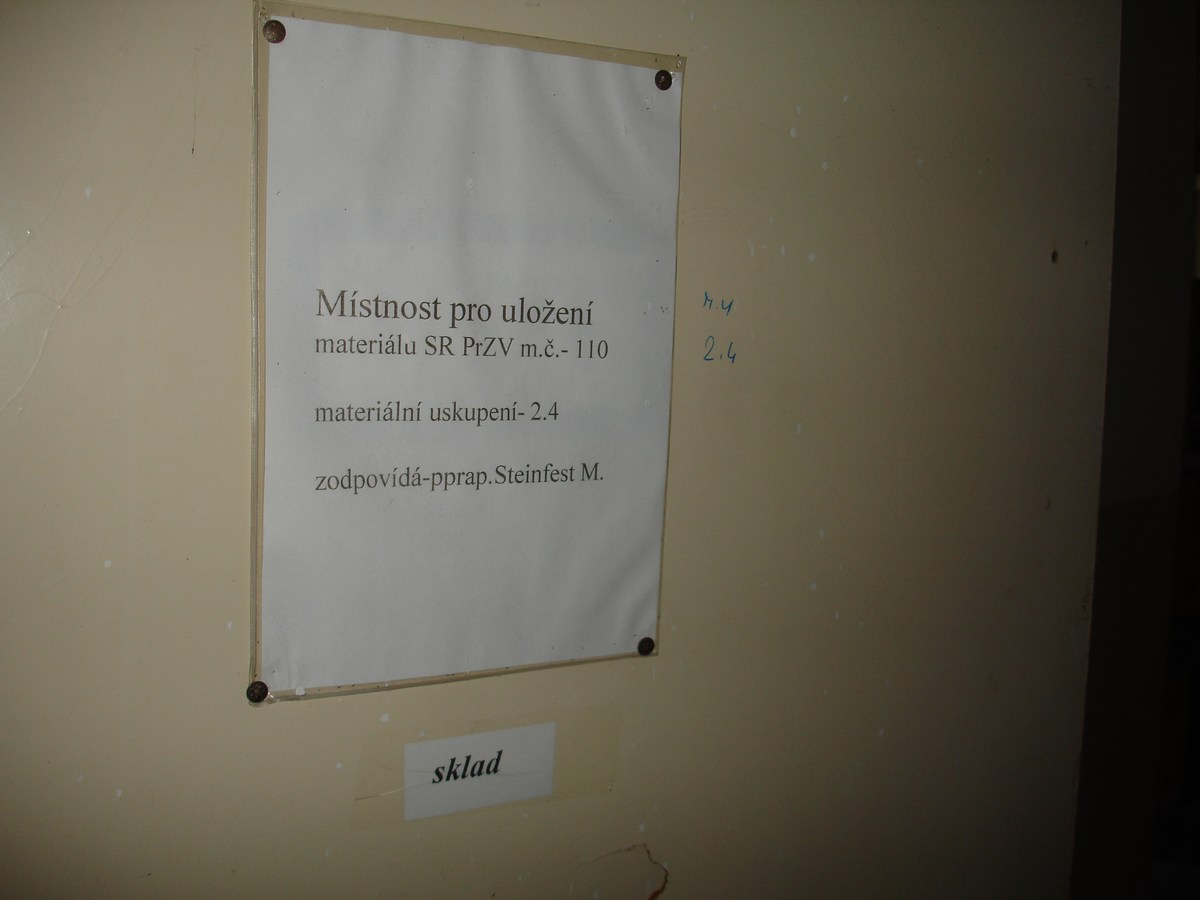 Místnost pro uložení
materiálu SR PrZV m.č.- 110
materiální uskupení- 2.4
zodpovídá-pprap.Steinfest M.
2.4
sklad